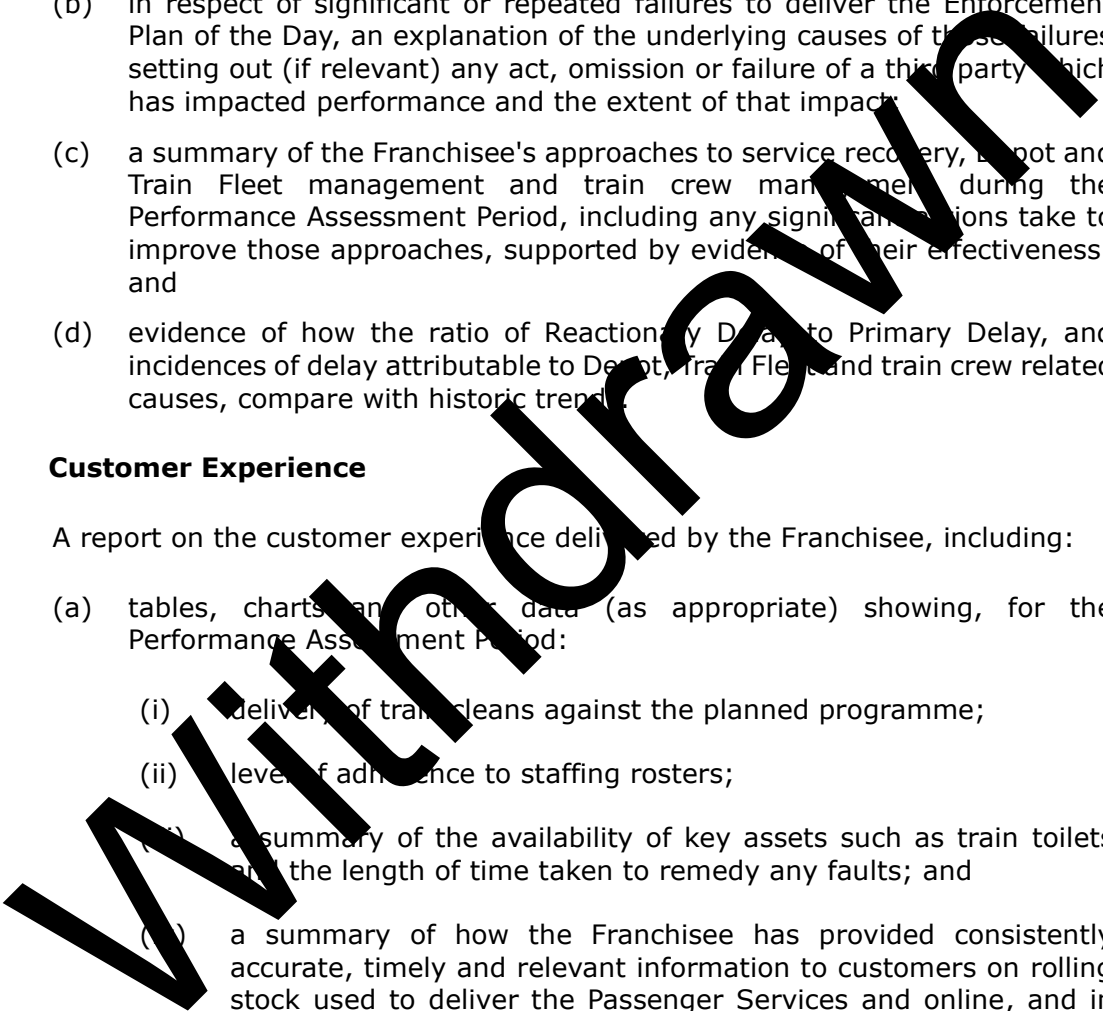 (b) in respect of significant or repeated failures to deliver the Enforcement
Plan of the Day, an explanation of the underlying causes of those failures
setting out (if relevant) any act, omission or failure of a third party which
has impacted performance and the extent of that impact;
(c) a summary of the Franchisee's approaches to service recovery, Depot and
Train Fleet management and train crew management during the
Performance Assessment Period, including any significant actions take to
improve those approaches, supported by evidence of their effectiveness
and
(d) evidence of how the ratio of Reactionary Delay to Primary Delay, and
incidences of delay attributable to Depot, Train Fleet and train crew related
causes, compare with historic trends.
Customer Experience
A report on the customer experience delivered by the Franchisee, including:
(a) tables, charts and other data (as appropriate) showing, for the
Performance Assessment Period:
(i) delivery of train cleans against the planned programme;
(ii) level of adherence to staffing rosters;
(iii) a summary of the availability of key assets such as train toilets
and the length of time taken to remedy any faults; and
(iv) a summary of how the Franchisee has provided consistently
accurate, timely and relevant information to customers on rolling
stock used to deliver the Passenger Services and online, and in
Withdrawn